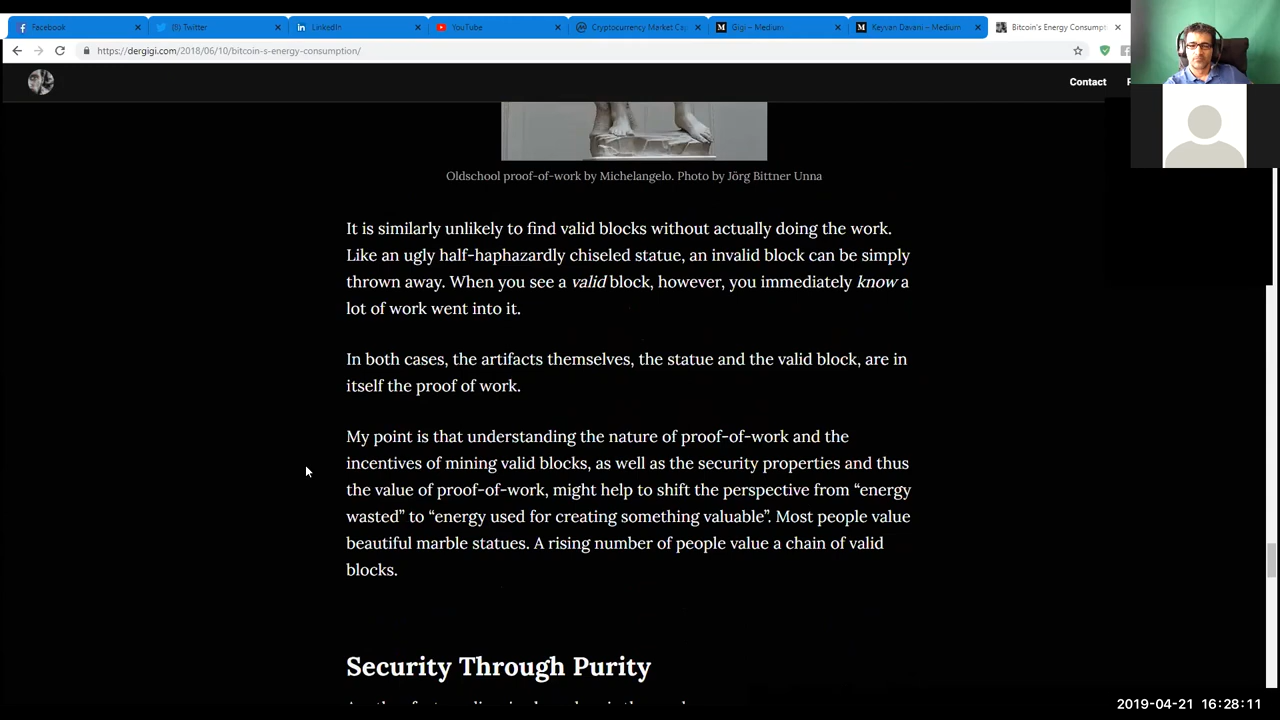 Facebook
(5) Twitter
LinkedIn
YouTube
Cryptocurrency Market Ca
Gigi – Medium
Keyvan Davani – Medium
Bitcoin's Energy Consumpt
https://dergigi.com/2018/06/10/bitcoin-s-energy-consumption/
Contact
Oldschool proof-of-work by Michelangelo. Photo by Jörg Bittner Unna
It is similarly unlikely to find valid blocks without actually doing the work.
Like an ugly half-haphazardly chiseled statue, an invalid block can be simply
thrown away. When you see a valid block, however, you immediately know a
lot of work went into it.
In both cases, the artifacts themselves, the statue and the valid block, are in
itself the proof of work.
My point is that understanding the nature of proof-of-work and the
incentives of mining valid blocks, as well as the security properties and thus
the value of proof-of-work, might help to shift the perspective from “energy
wasted” to “energy used for creating something valuable”. Most people value
beautiful marble statues. A rising number of people value a chain of valid
blocks.
Security Through Purity
2019-04-21 16:28:11